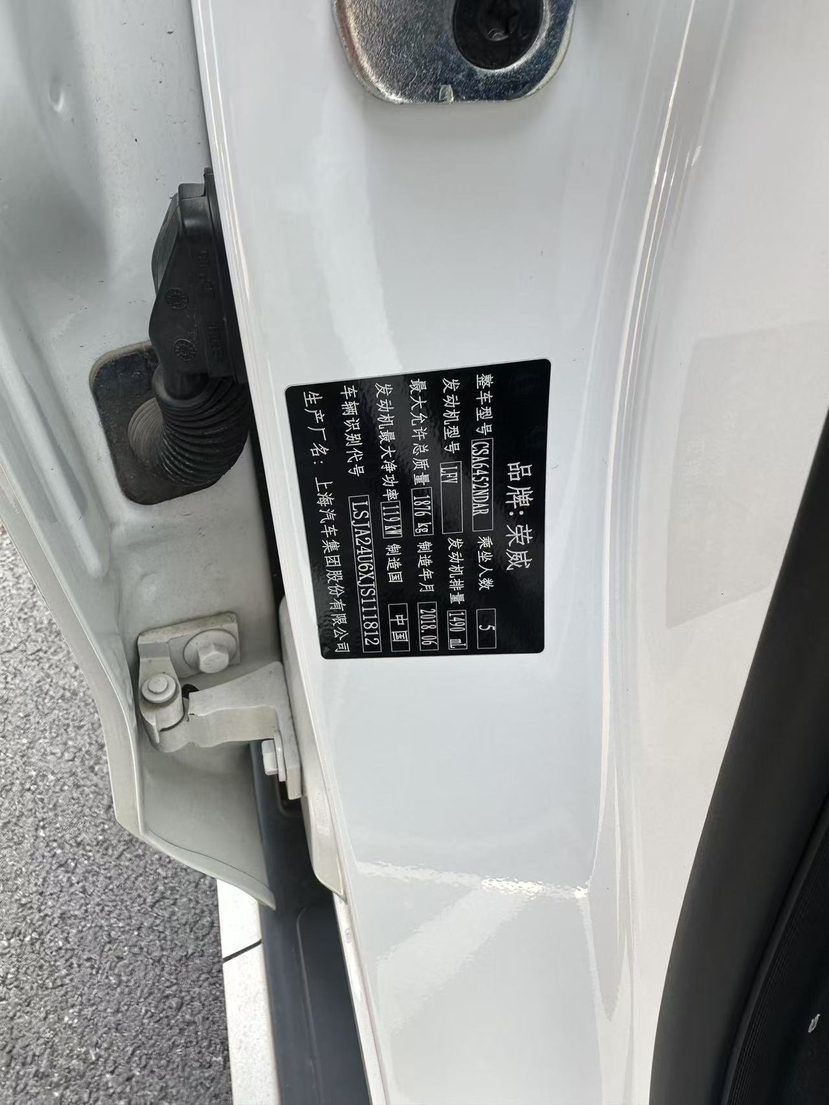 品牌:荣威
整车型号 CSA6452NDAR 乘坐人数 5
发动机型号 LFV 发动机排量 1490 mL
最大允许总质量 1876 kg 制造年月 2018.06
发动机最大净功率 119 kW 制造国 中国
车辆识别代号 LSJA24U6XJS111812
生产厂名:上海汽车集团股份有限公司